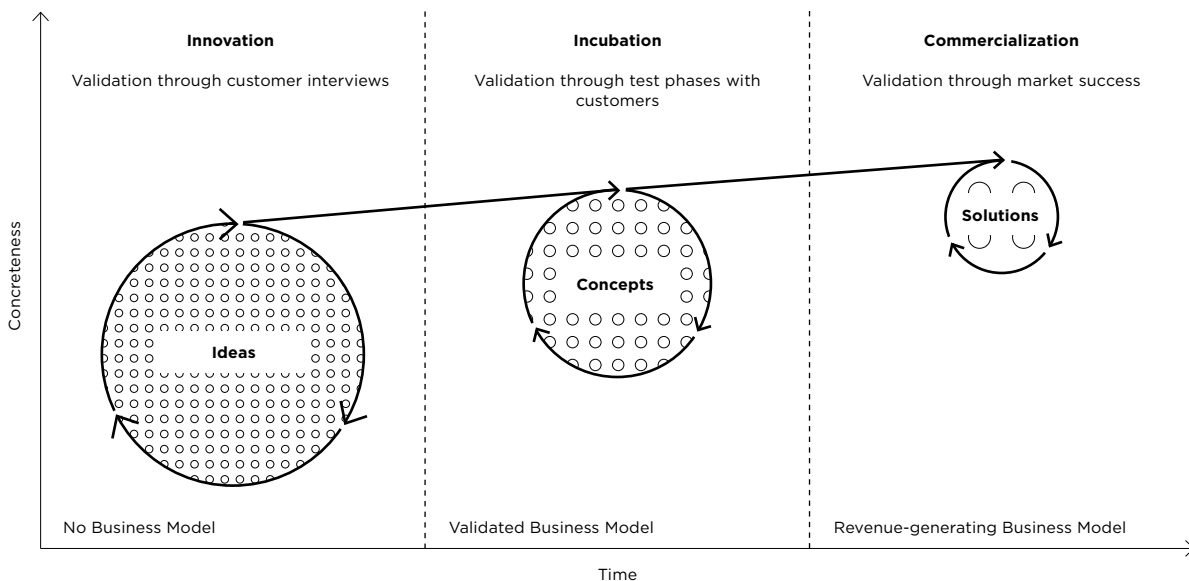 Innovation
Incubation
Commercialization
Validation through customer interviews
Validation through test phases with
customers
Validation through market success
Concreteness
Ideas
Concepts
Solutions
No Business Model
Validated Business Model
Revenue-generating Business Model
Time